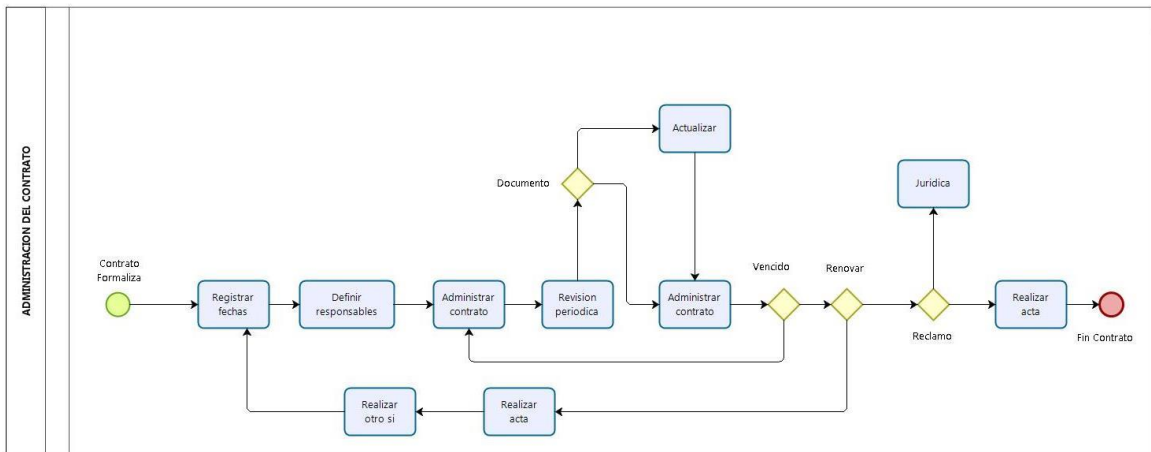 ADMINISTRACION DEL CONTRATO
Contrato
Formaliza
Registrar
fechas
Definir
responsables
Administrar
contrato
Revision
periodica
Documento
Actualizar
Administrar
contrato
Vencido
Renovar
Juridica
Reclamo
Realizar
acta
Fin Contrato
Realizar
otro si
Realizar
acta